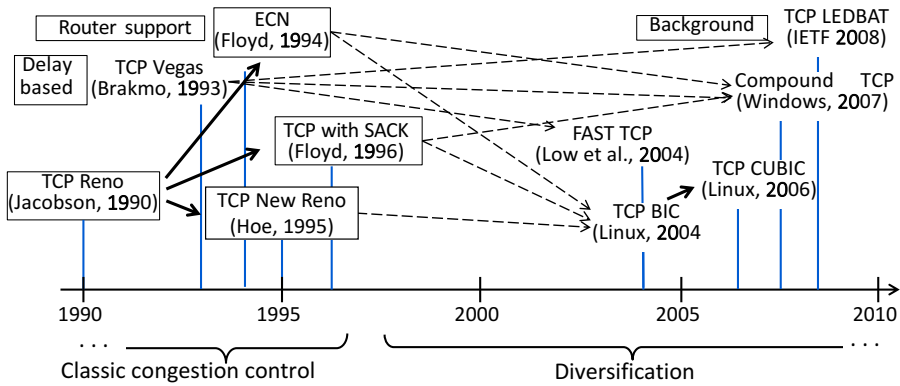 Router support
ECN
(Floyd, 1994)
Background
TCP LEDBAT
(IETF 2008)
Delay
based
TCP Vegas
(Brakmo, 1993)
Compound TCP
(Windows, 2007)
TCP with SACK
(Floyd, 1996)
FAST TCP
(Low et al., 2004)
TCP Reno
(Jacobson, 1990)
TCP New Reno
(Hoe, 1995)
TCP BIC
(Linux, 2004
TCP CUBIC
(Linux, 2006)
1990
1995
2000
2005
2010
. . .
. . .
Classic congestion control
Diversification